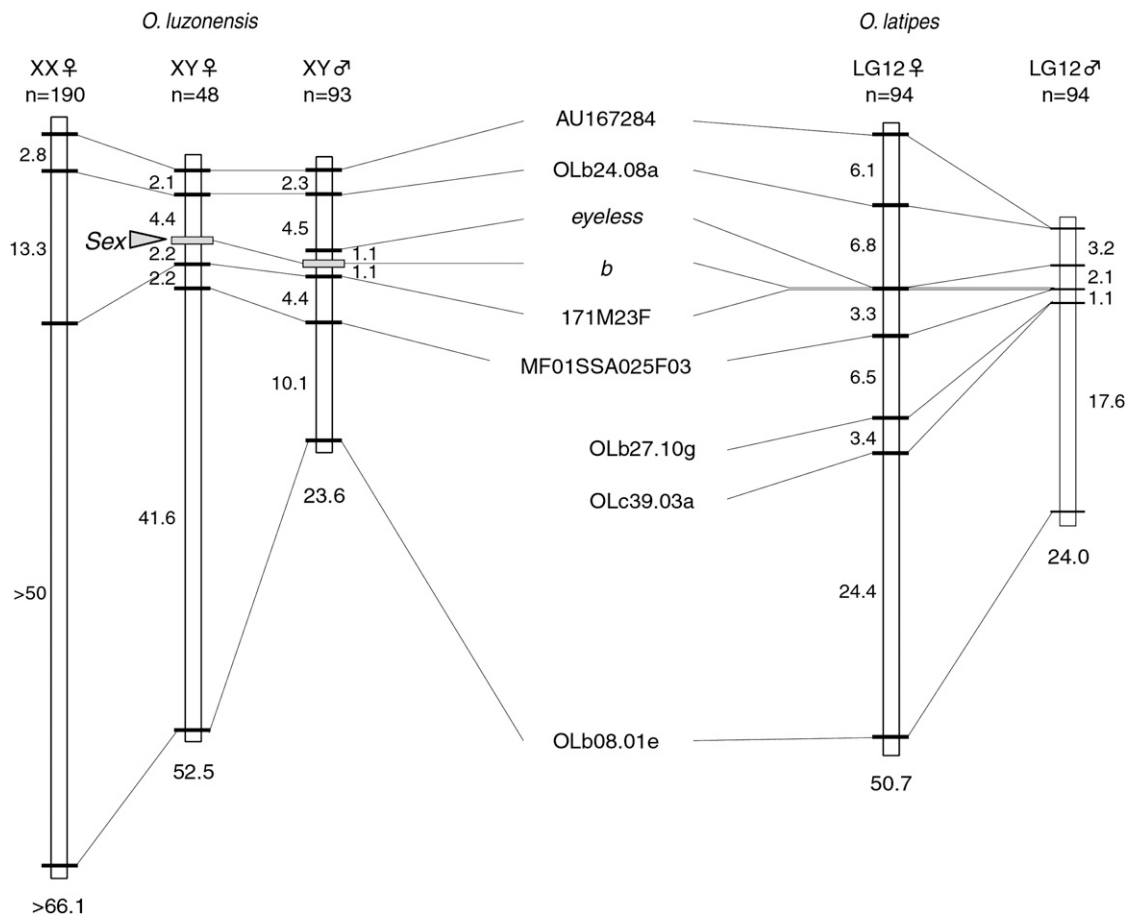 O. luzonensis
O. latipes
XX♀
n=190
XY♀
n=48
XY♂
n=93
LG12♀
n=94
LG12♂
n=94
2.8
13.3
>50
>66.1
2.1
4.4
Sex
2.2
2.2
41.6
52.5
2.3
4.5
1.1
1.1
4.4
10.1
23.6
AU167284
OLb24.08a
eyeless
b
171M23F
MF01SSA025F03
OLb27.10g
OLc39.03a
OLb08.01e
6.1
6.8
3.3
6.5
3.4
24.4
50.7
3.2
2.1
1.1
17.6
24.0